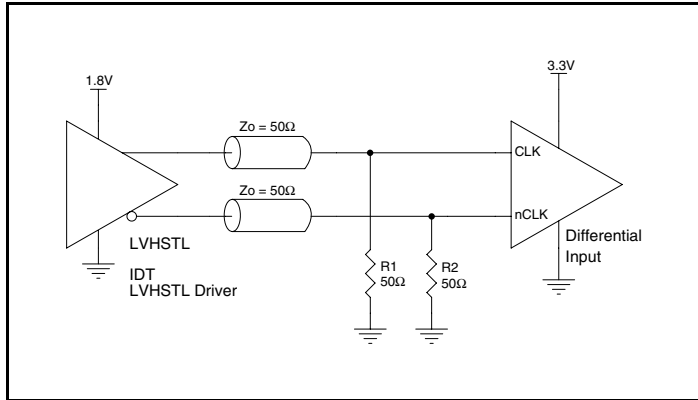 1.8V
3.3V
Zo = 50Ω
CLK
Zo = 50Ω
nCLK
LVHSTL
IDT
LVHSTL Driver
R1
50Ω
R2
50Ω
Differential
Input